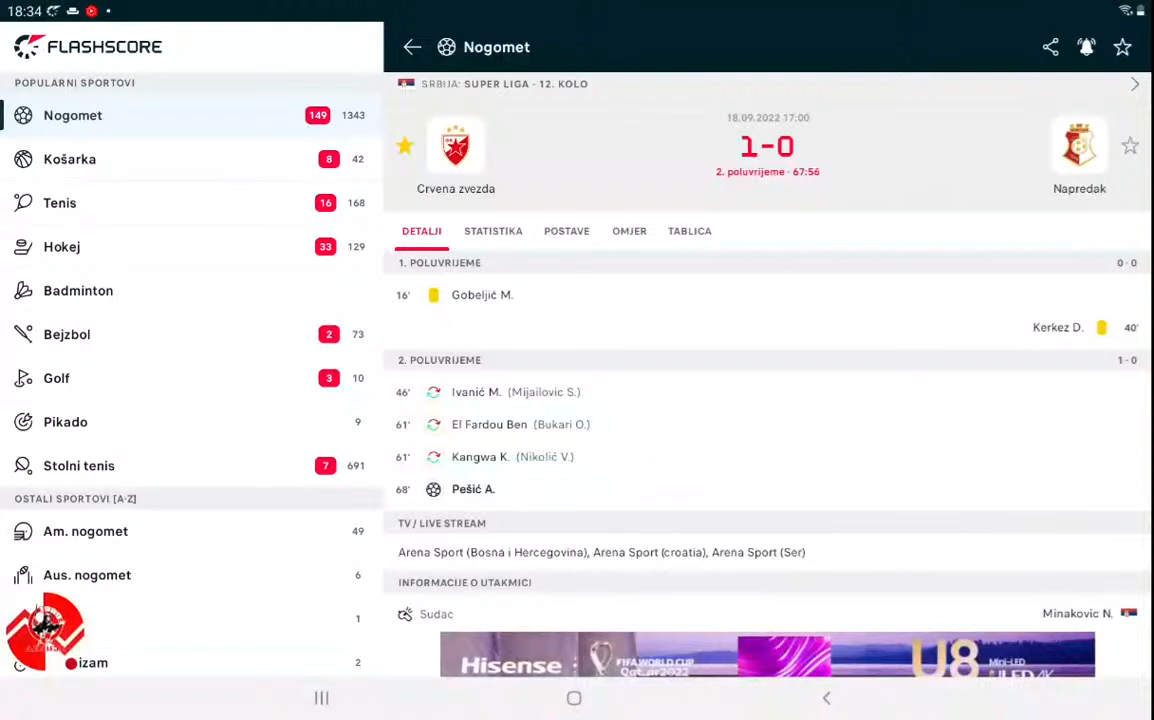 18:34
FLASHSCORE
POPULARNI SPORTOVI
Nogomet 149 1343
Košarka 8 42
Tenis 16 168
Hokej 33 129
Badminton
Bejzbol 2 73
Golf 3 10
Pikado 9
Stolni tenis 7 691
OSTALI SPORTOVI [A-Z]
Am. nogomet 49
Aus. nogomet 6
1
izam 2
Nogomet
SRBIJA: SUPER LIGA - 12. KOLO
18.09.2022 17:00
1-0
2. poluvrijeme - 67:56
Crvena zvezda
Napredak
DETALJI STATISTIKA POSTAVE OMJER TABLICA
1. POLUVRIJEME 0 - 0
16' Gobeljić M.
Kerkez D. 40'
2. POLUVRIJEME 1 - 0
46' Ivanić M. (Mijailovic S.)
61' El Fardou Ben (Bukari O.)
61' Kangwa K. (Nikolić V.)
68' Pešić A.
TV / LIVE STREAM
Arena Sport (Bosna i Hercegovina), Arena Sport (croatia), Arena Sport (Ser)
INFORMACIJE O UTAKMICI
Sudac Minakovic N.
Hisense
FIFA WORLD CUP
Qatar2022
U8
Mini-LED
ULED 4K